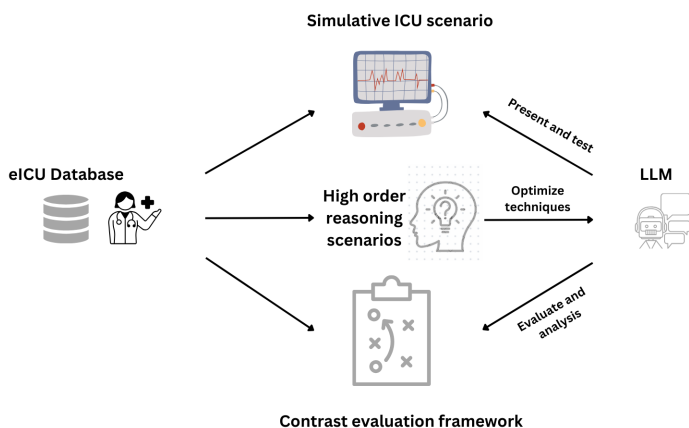 Simulative ICU scenario
Present and test
eICU Database
LLM
High order
reasoning
scenarios
Optimize
techniques
Evaluate and
analysis
Contrast evaluation framework